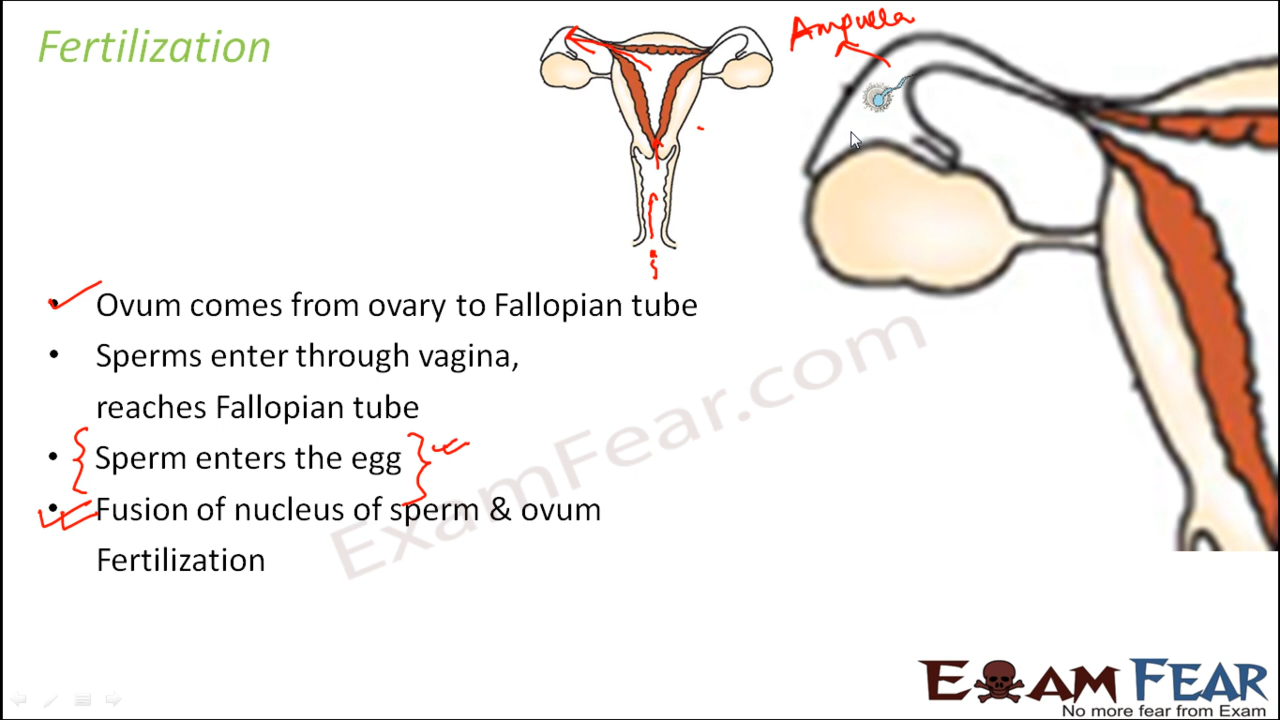 Fertilization
Ampulla
• Ovum comes from ovary to Fallopian tube
• Sperms enter through vagina,
reaches Fallopian tube
• Sperm enters the egg
• Fusion of nucleus of sperm & ovum
Fertilization
ExamFear.com
EXAM FEAR
No more fear from Exam